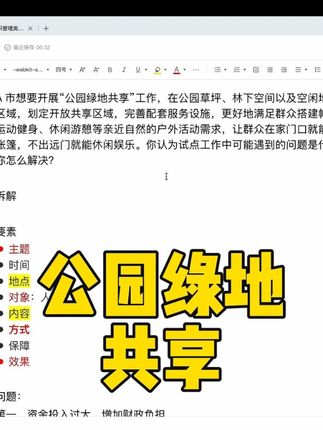 识管理类...
最近保存 06:32
A 市想要开展“公园绿地共享”工作，在公园草坪、林下空间以及空闲地
区域，划定开放共享区域，完善配套服务设施，更好地满足群众搭建帐
运动健身、休闲游憩等亲近自然的户外活动需求，让群众在家门口就能
张篷，不出远门就能休闲娱乐。你认为试点工作中可能遇到的问题是什
你怎么解决？
拆解
要素
主题
时间
地点
对象：人
内容
方式
保障
效果
公园绿地
共享
问题：
第一，资金投入过大，增加财政负担